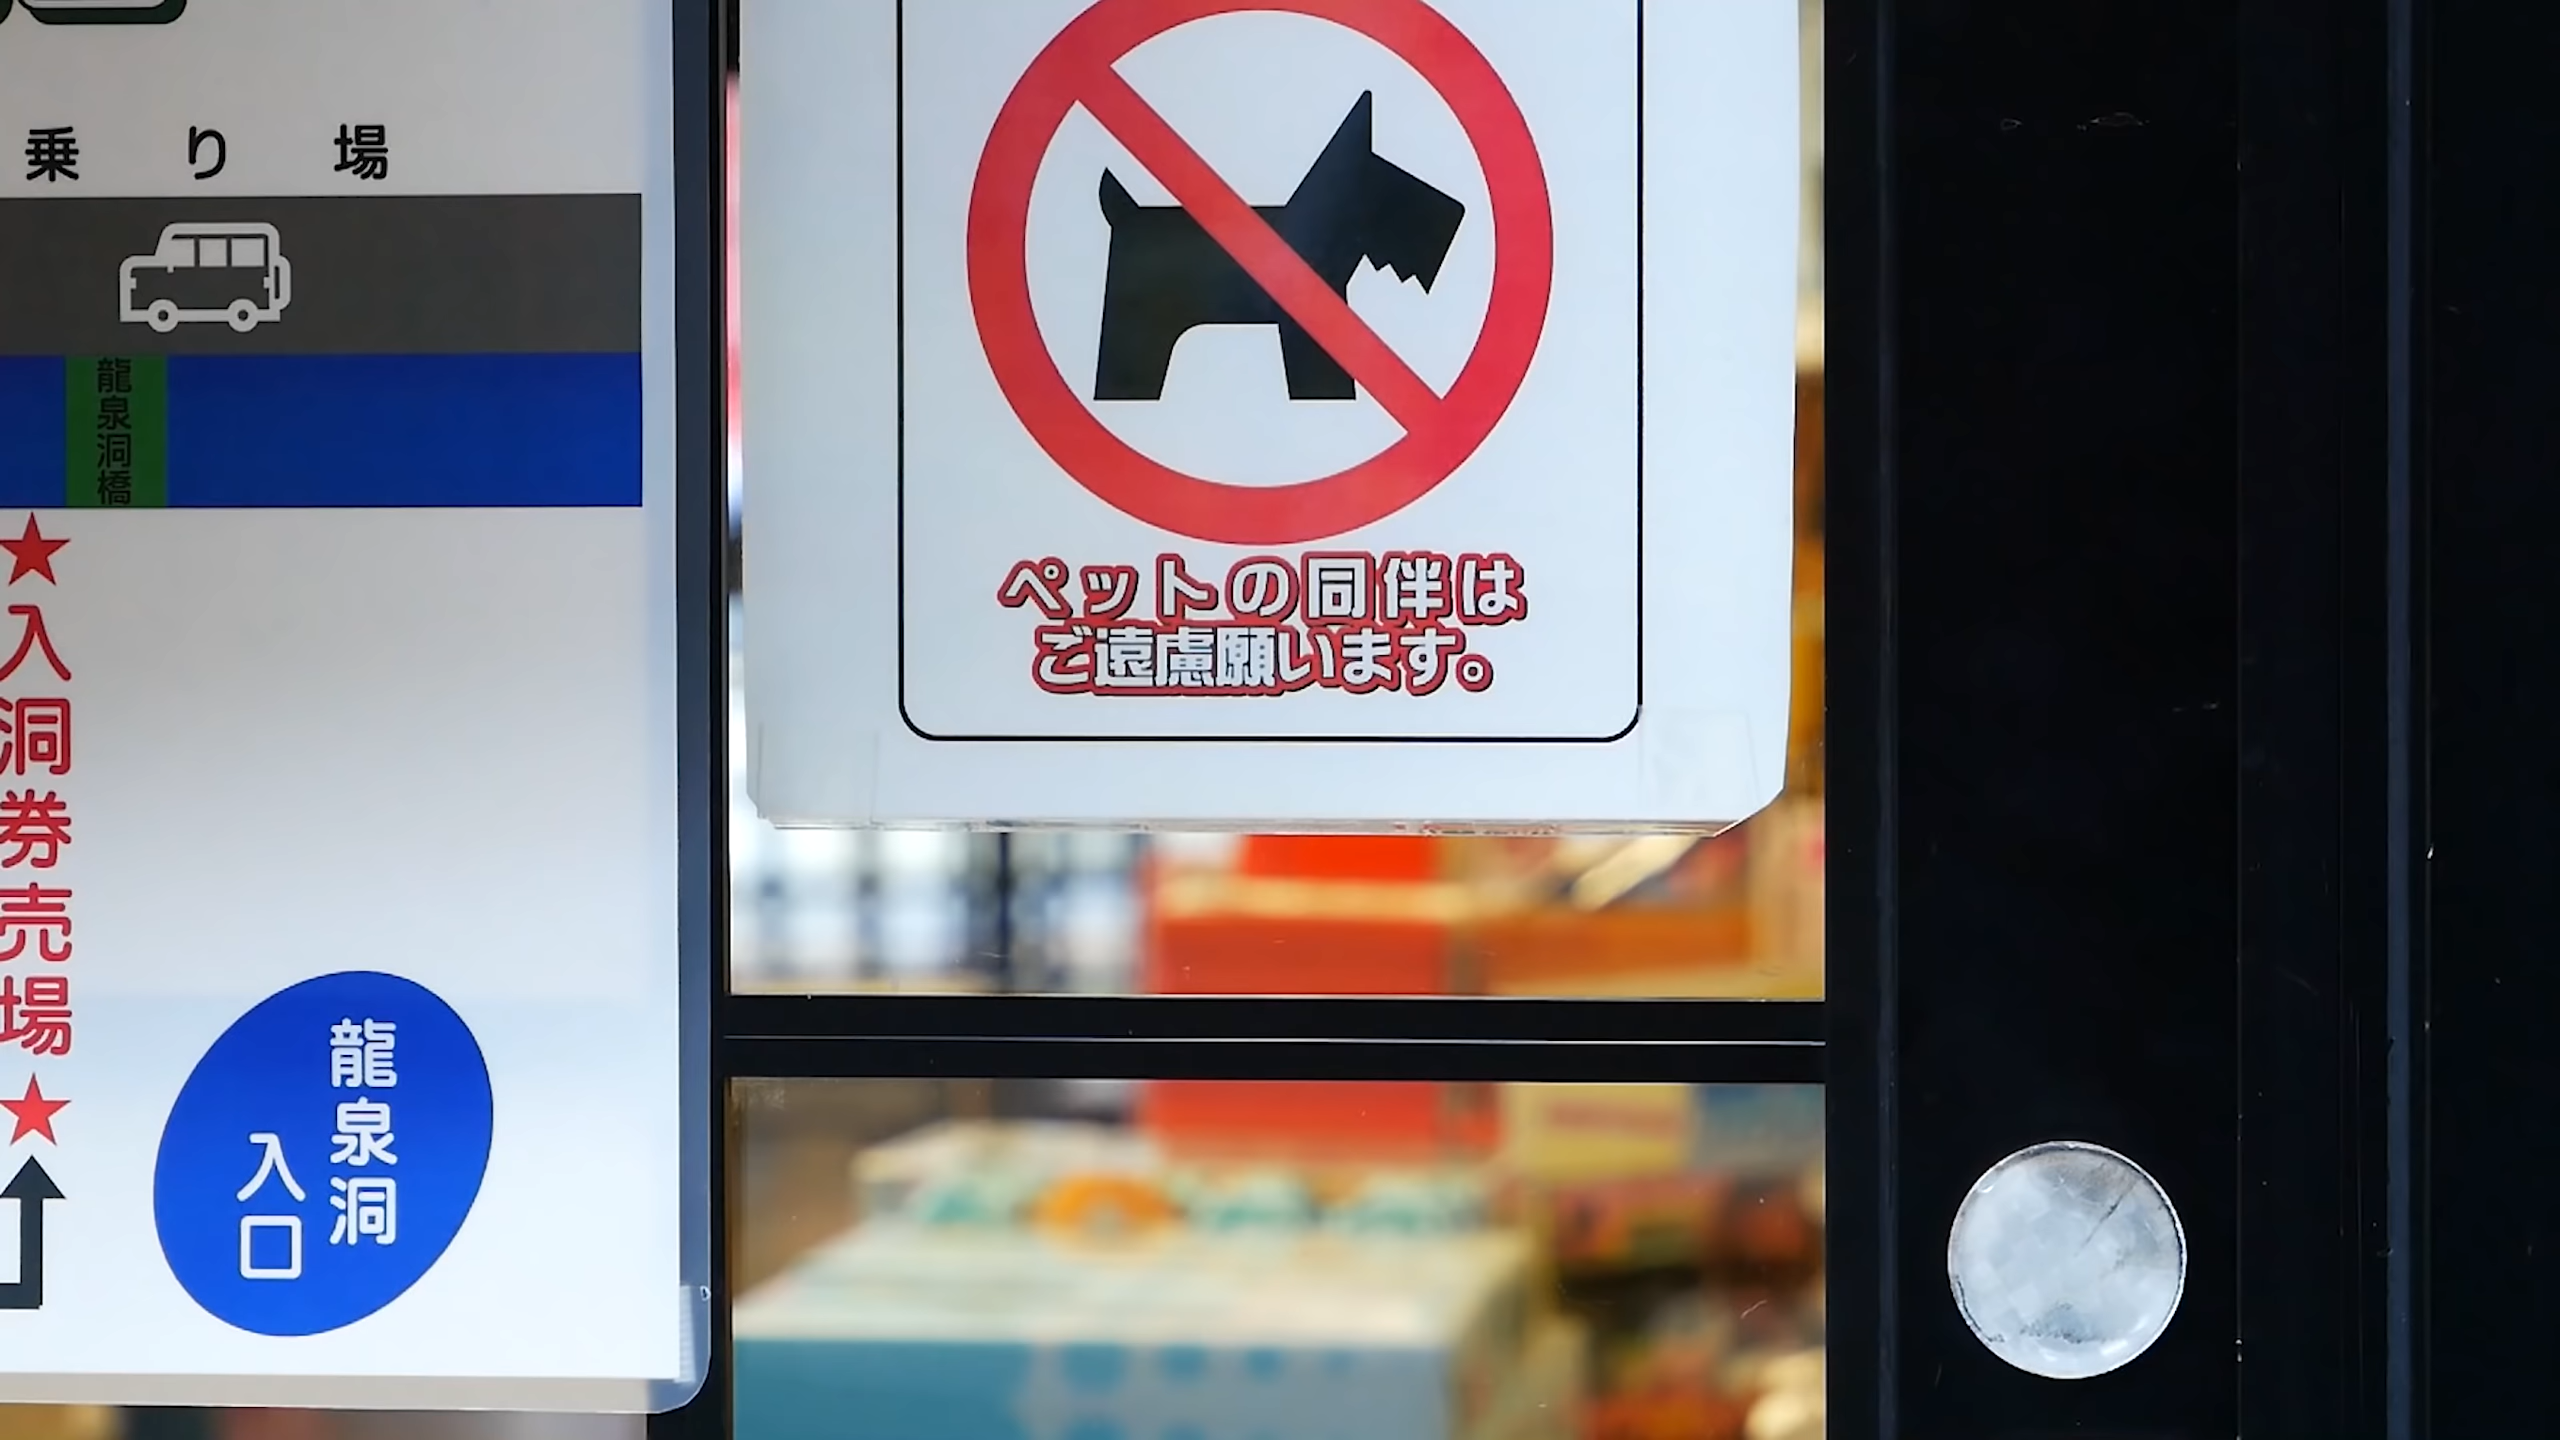 乗り場
龍泉洞橋
★入洞券売場★
龍泉洞
入口
ペットの同伴は
ご遠慮願います。